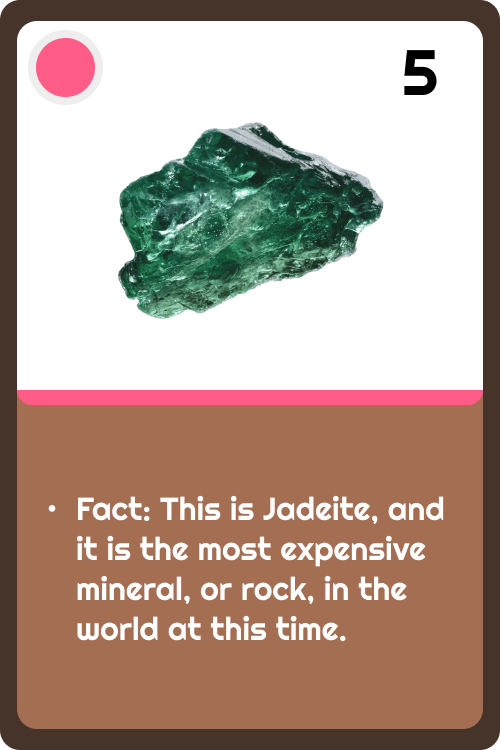 5
• Fact: This is Jadeite, and
it is the most expensive
mineral, or rock, in the
world at this time.